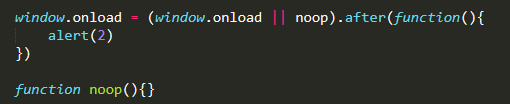 window.onload = (window.onload || noop).after(function(){
    alert(2)
})

function noop(){}